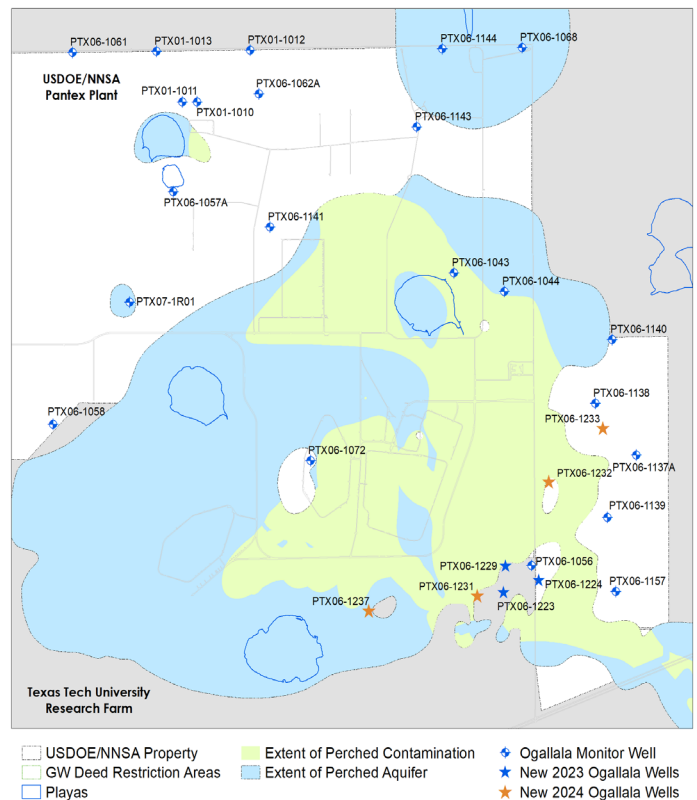 PTX06-1061
PTX01-1013
PTX01-1012
PTX06-1144
PTX06-1068
USDOE/NNSA
Pantex Plant
PTX06-1062A
PTX01-1011
PTX01-1010
PTX06-1143
PTX06-1057A
PTX06-1141
PTX06-1043
PTX06-1044
PTX07-1R01
PTX06-1140
PTX06-1138
PTX06-1058
PTX06-1233
PTX06-1072
PTX06-1232
PTX06-1137A
PTX06-1139
PTX06-1229
PTX06-1056
PTX06-1231
PTX06-1224
PTX06-1157
PTX06-1237
PTX06-1223
Texas Tech University
Research Farm
USDOE/NNSA Property
Extent of Perched Contamination
Ogallala Monitor Well
GW Deed Restriction Areas
Extent of Perched Aquifer
New 2023 Ogallala Wells
Playas
New 2024 Ogallala Wells